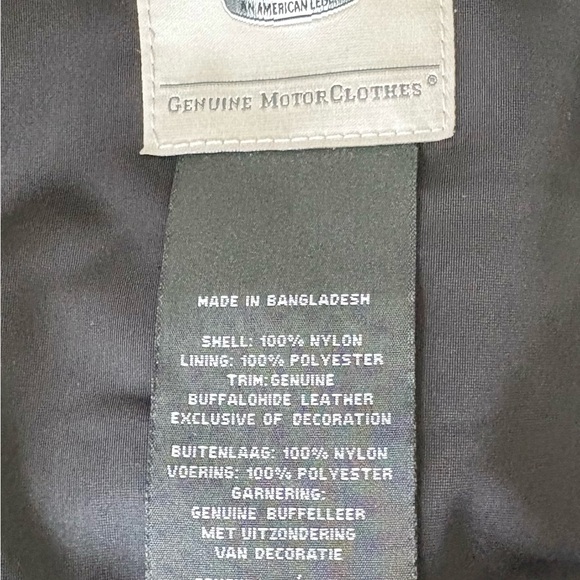 AN AMERICAN LEGEND
GENUINE MOTORCLOTHES®
MADE IN BANGLADESH
SHELL: 100% NYLON
LINING: 100% POLYESTER
TRIM:GENUINE
BUFFALOHIDE LEATHER
EXCLUSIVE OF DECORATION
BUITENLAAG: 100% NYLON
VOERING: 100% POLYESTER
GARNERING:
GENUINE BUFFELLEER
MET UITZONDERING
VAN DECORATIE